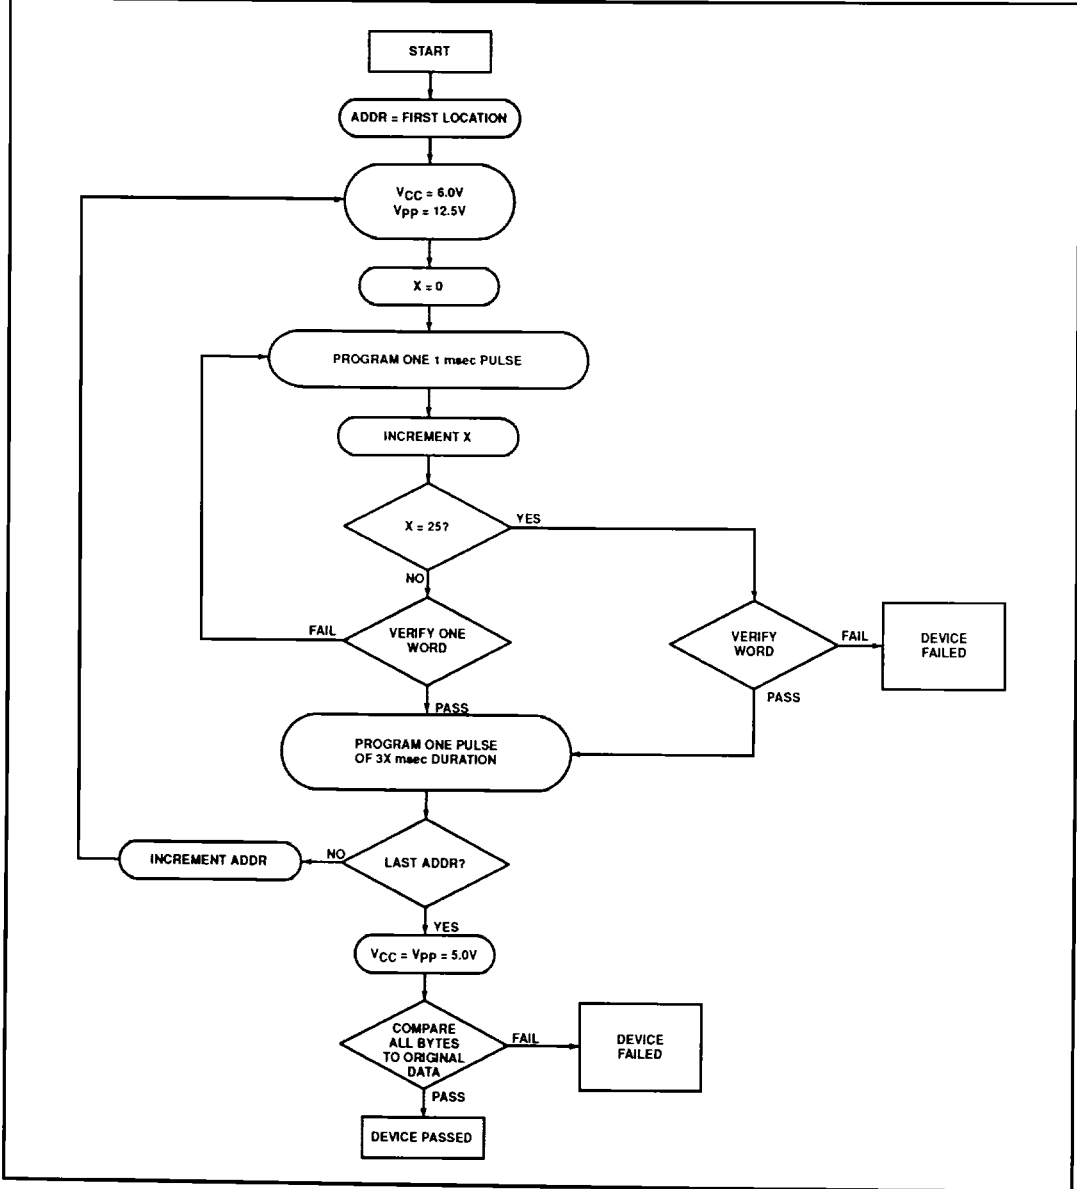 START
ADDR = FIRST LOCATION
VCC = 6.0V
VPP = 12.5V
X = 0
PROGRAM ONE 1 msec PULSE
INCREMENT X
X = 25?
YES
NO
VERIFY ONE
WORD
FAIL
VERIFY
WORD
FAIL
DEVICE
FAILED
PASS
PASS
PROGRAM ONE PULSE
OF 3X msec DURATION
LAST ADDR?
NO
INCREMENT ADDR
YES
VCC = VPP = 5.0V
COMPARE
ALL BYTES
TO ORIGINAL
DATA
FAIL
DEVICE
FAILED
PASS
DEVICE PASSED